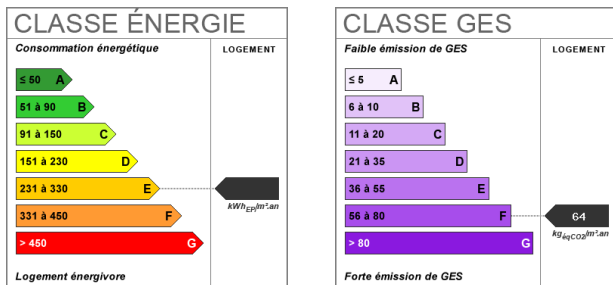 CLASSE ÉNERGIE
Consommation énergétique
LOGEMENT
≤ 50 A
51 à 90 B
91 à 150 C
151 à 230 D
231 à 330 E
kWhEP/m².an
331 à 450 F
> 450 G
Logement énergivore
CLASSE GES
Faible émission de GES
LOGEMENT
≤ 5 A
6 à 10 B
11 à 20 C
21 à 35 D
36 à 55 E
56 à 80 F
64
kgéqCO2/m².an
> 80 G
Forte émission de GES